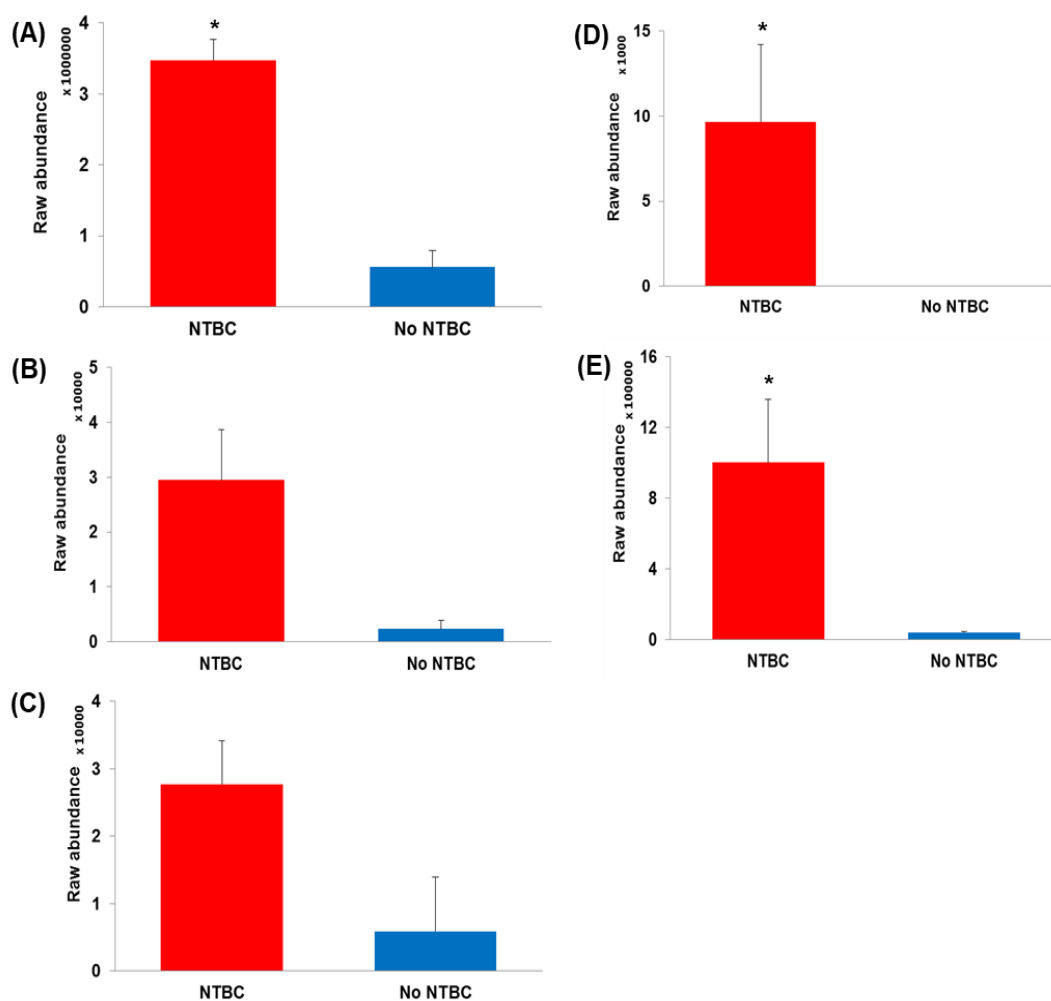 (A)
Raw abundance
x 1000000
4
3
2
1
0
*
NTBC
No NTBC
(B)
Raw abundance
x 10000
5
4
3
2
1
0
NTBC
No NTBC
(C)
Raw abundance
x 10000
4
3
2
1
0
NTBC
No NTBC
(D)
Raw abundance
x 1000
15
10
5
0
*
NTBC
No NTBC
(E)
Raw abundance
x 100000
16
12
8
4
0
*
NTBC
No NTBC